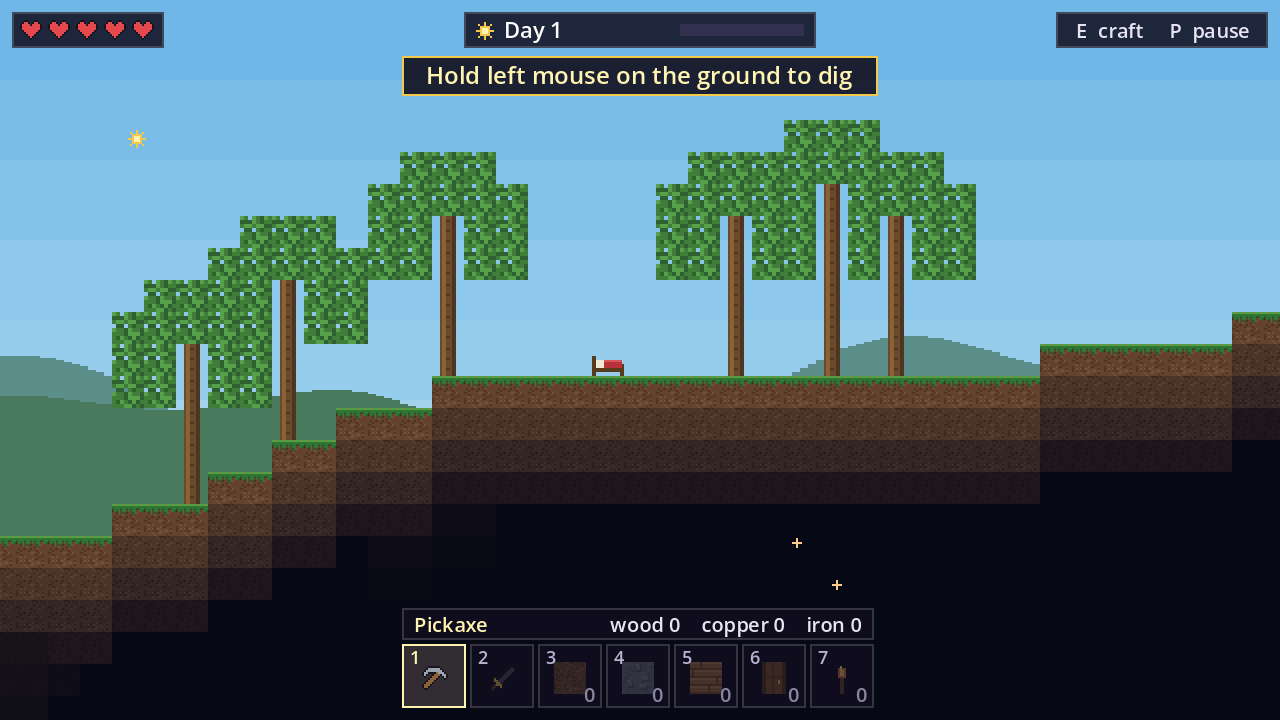 Day 1
E craft P pause
Hold left mouse on the ground to dig
Pickaxe wood 0 copper 0 iron 0
1 2 3 4 5 6 7
0 0 0 0 0